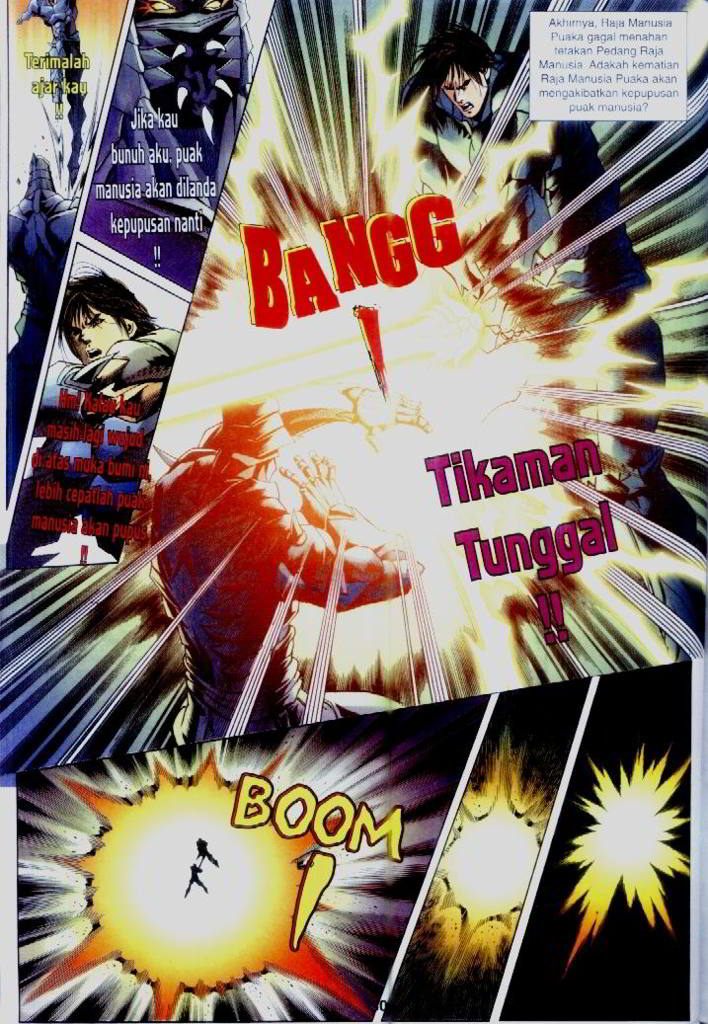 Terimalah
ajar kau
!!
Jika kau
bunuh aku, puak
manusia akan dilanda
kepupusan nanti
!!
Akhirnya, Raja Manusia
Puaka gagal menahan
tetakan Pedang Raja
Manusia. Adakah kematian
Raja Manusia Puaka akan
mengakibatkan kepupusan
puak manusia?
Hm! Kalau kau
masih lagi wujud
di atas muka bumi ni,
lebih cepatlah puak
manusia akan pupus
!!
BANGG
!
Tikaman
Tunggal
!!
BOOM
!